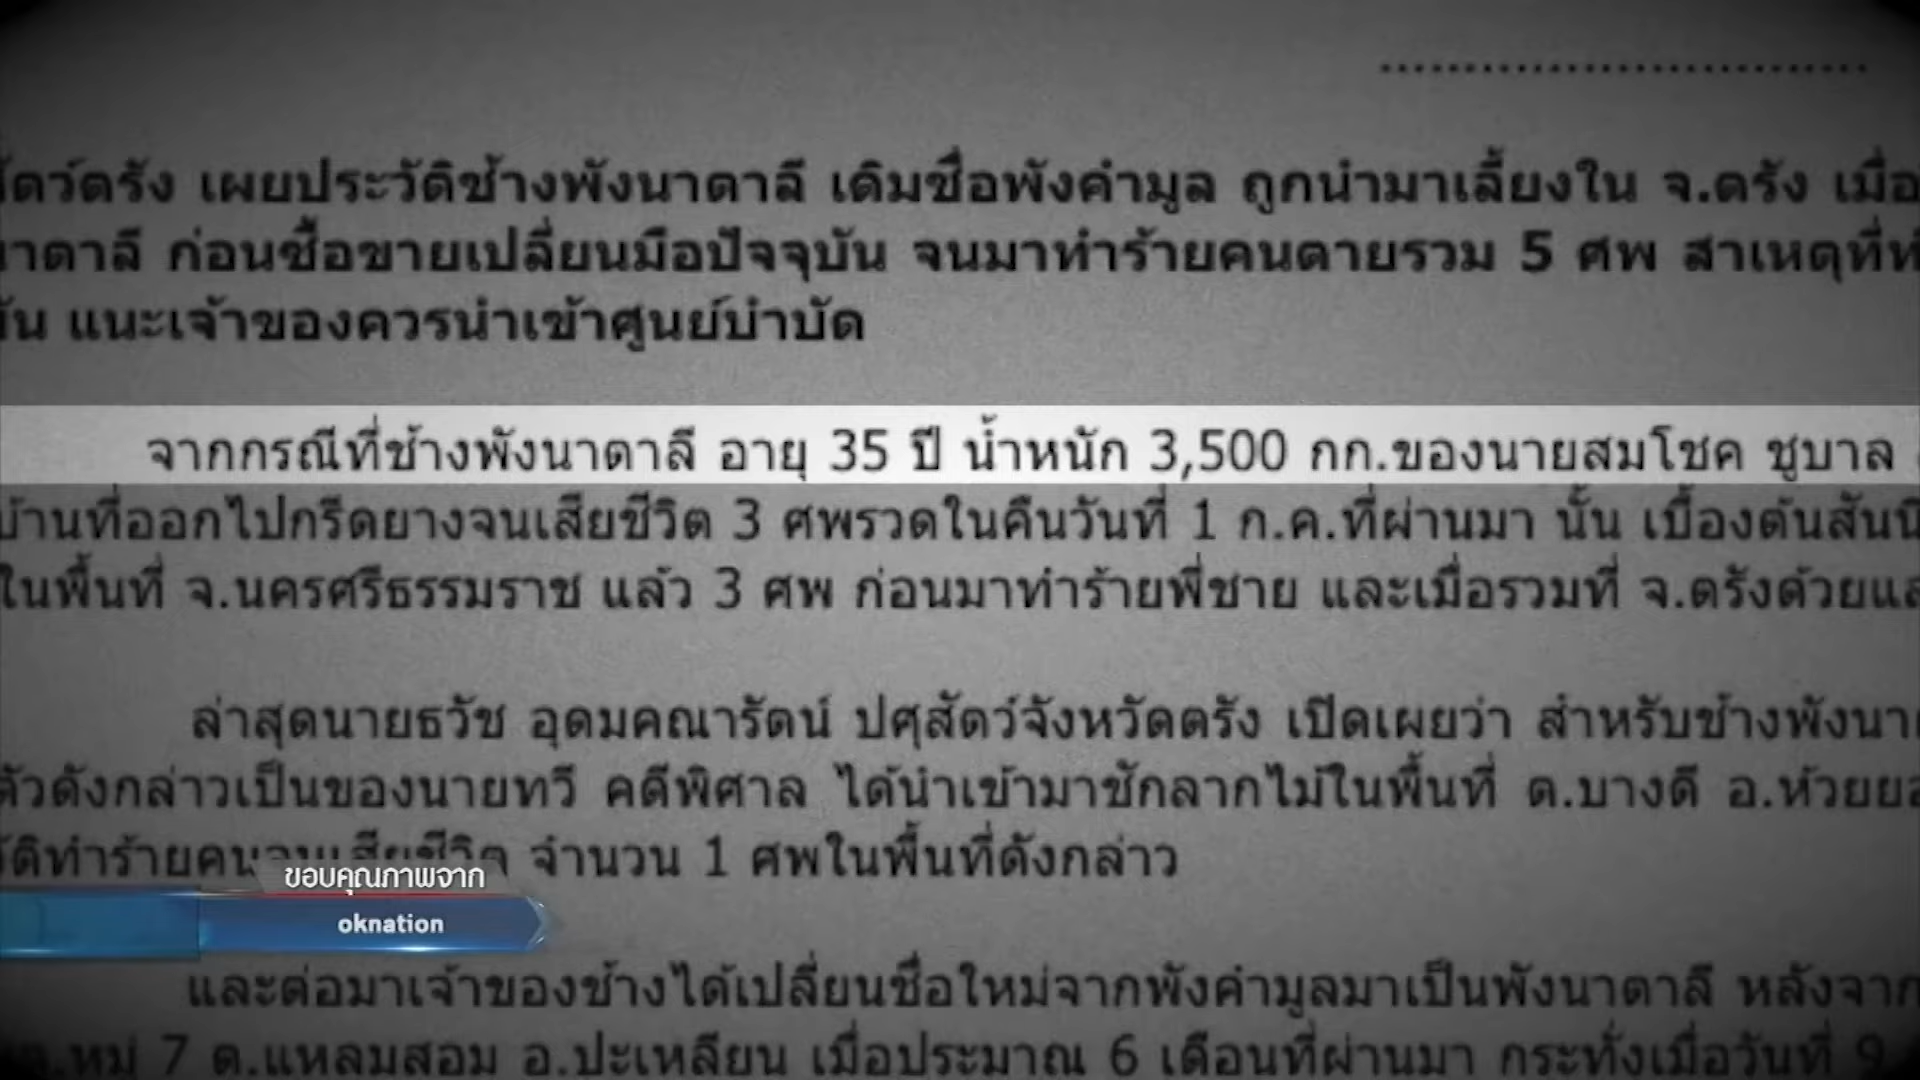 ..............................
สัตว์ตรัง เผยประวัติช้างพังนาตาลี เดิมชื่อพังคำมูล ถูกนำมาเลี้ยงใน จ.ตรัง เมื่อ
นาตาลี ก่อนซื้อขายเปลี่ยนมือปัจจุบัน จนมาทำร้ายคนตายรวม 5 ศพ สาเหตุที่
แนะเจ้าของควรนำเข้าศูนย์บำบัด
จากกรณีที่ช้างพังนาตาลี อายุ 35 ปี น้ำหนัก 3,500 กก.ของนายสมโชค ชูบาล
บ้านที่ออกไปกรีดยางจนเสียชีวิต 3 ศพรวดในคืนวันที่ 1 ก.ค.ที่ผ่านมา นั้น เบื้องต้นสันนิ
ในพื้นที่ จ.นครศรีธรรมราช แล้ว 3 ศพ ก่อนมาทำร้ายพี่ชาย และเมื่อรวมที่ จ.ตรังด้วยแล
ล่าสุดนายธวัช อุดมคณารัตน์ ปศุสัตว์จังหวัดตรัง เปิดเผยว่า สำหรับช้างพังนา
ตัวดังกล่าวเป็นของนายทวี คดีพิศาล ได้นำเข้ามาชักลากไม้ในพื้นที่ ต.บางดี อ.ห้วยยอ
ทำร้ายคนจนเสียชีวิต จำนวน 1 ศพในพื้นที่ดังกล่าว
ขอบคุณภาพจาก
oknation
และต่อมาเจ้าของช้างได้เปลี่ยนชื่อใหม่จากพังคำมูลมาเป็นพังนาตาลี หลังจาก
หมู่ 7 ต.แหลมสอม อ.ปะเหลียน เมื่อประมาณ 6 เดือนที่ผ่านมา กระทั่งเมื่อวันที่ 9